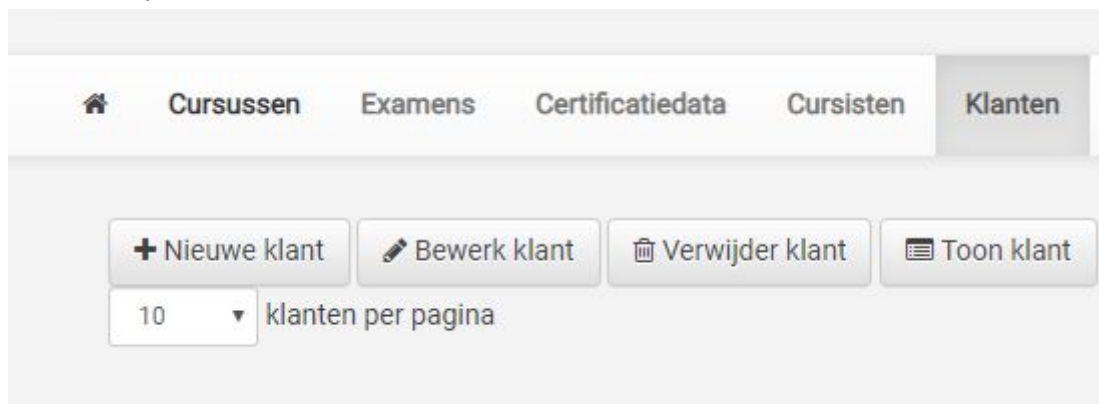 Cursussen Examens Certificatiedata Cursisten Klanten
Nieuwe klant Bewerk klant Verwijder klant Toon klant
10 klanten per pagina